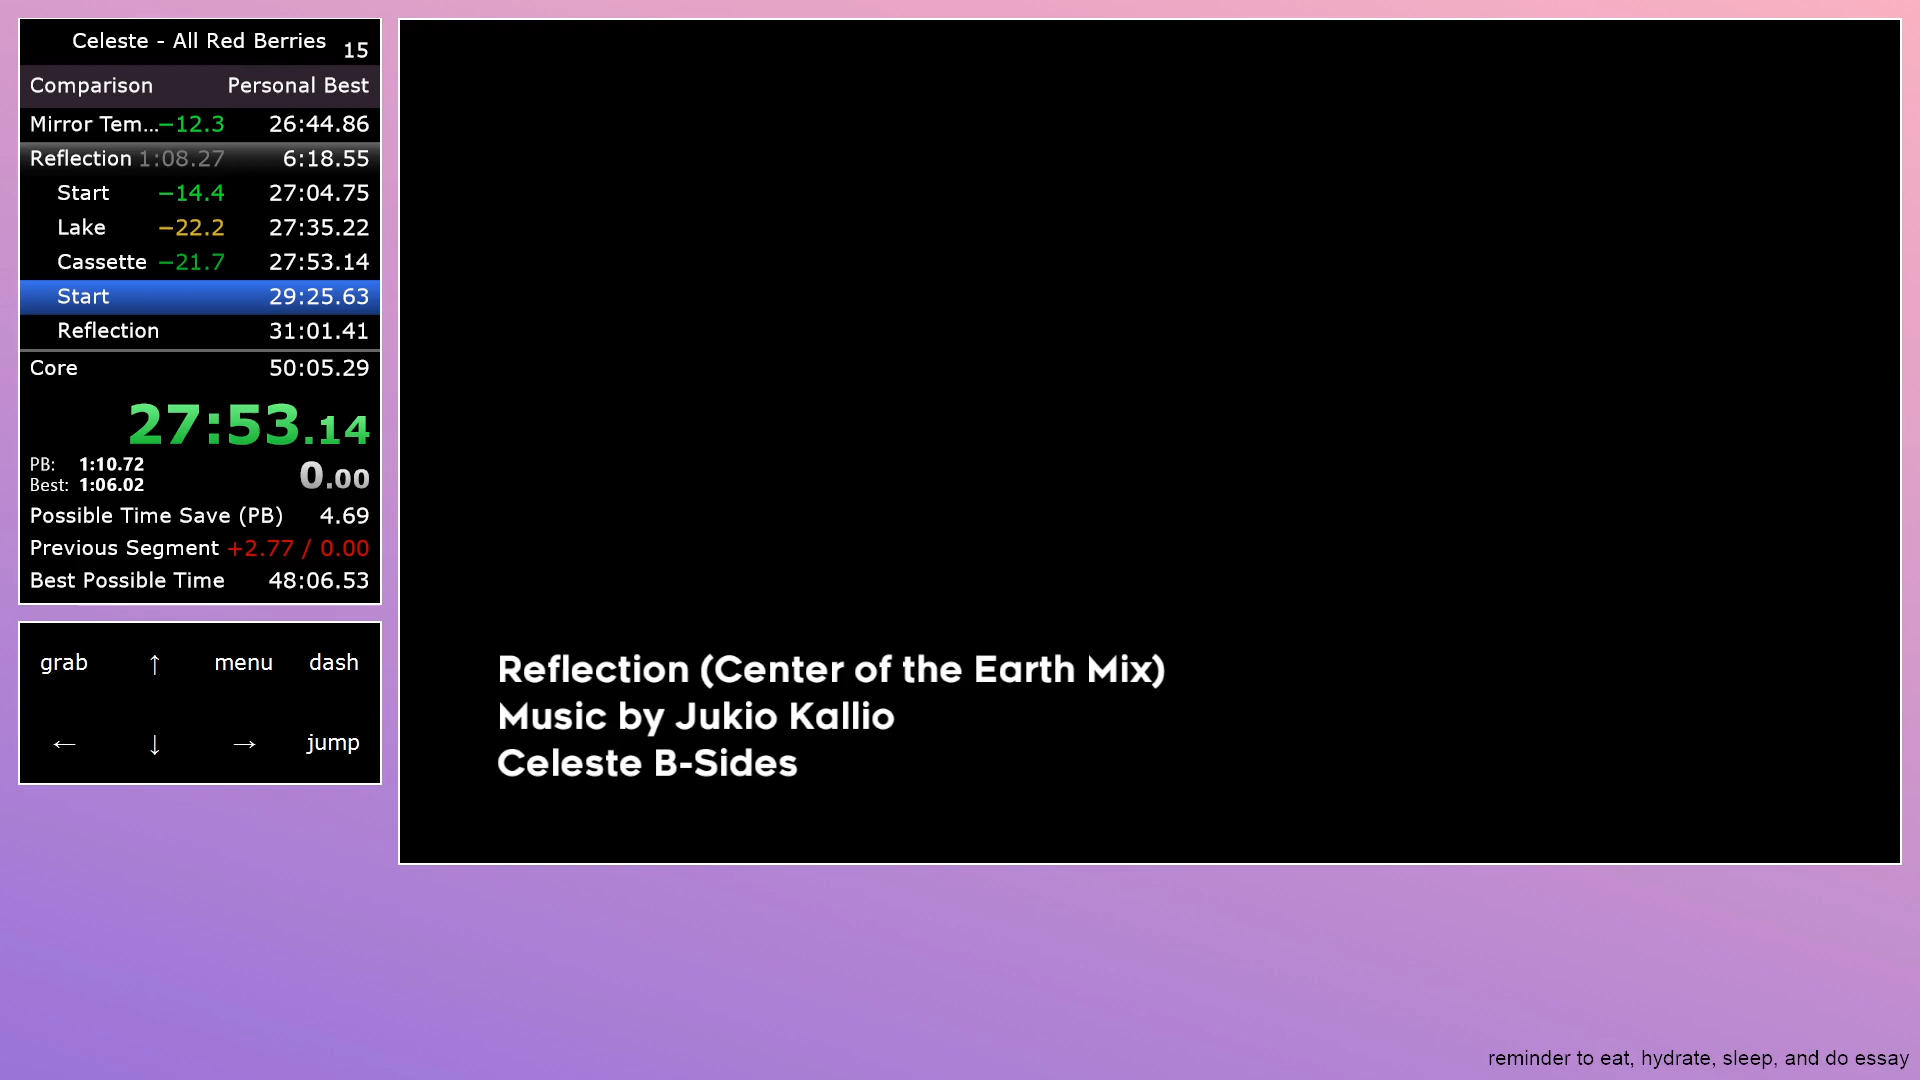 Celeste - All Red Berries 15
Comparison Personal Best
Mirror Tem... −12.3 26:44.86
Reflection 1:08.27 6:18.55
Start −14.4 27:04.75
Lake −22.2 27:35.22
Cassette −21.7 27:53.14
Start 29:25.63
Reflection 31:01.41
Core 50:05.29
27:53.14
PB: 1:10.72
Best: 1:06.02
0.00
Possible Time Save (PB) 4.69
Previous Segment +2.77 / 0.00
Best Possible Time 48:06.53
grab ↑ menu dash
← ↓ → jump
Reflection (Center of the Earth Mix)
Music by Jukio Kallio
Celeste B-Sides
reminder to eat, hydrate, sleep, and do essay